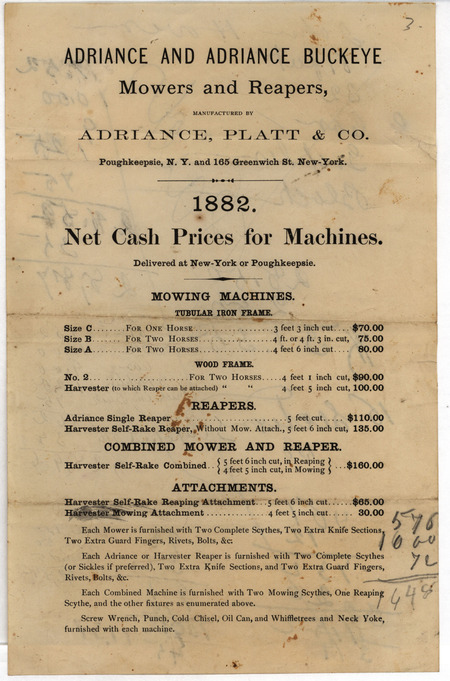 3.
ADRIANCE AND ADRIANCE BUCKEYE
Mowers and Reapers,
MANUFACTURED BY
ADRIANCE, PLATT & CO.
Poughkeepsie, N. Y. and 165 Greenwich St. New-York.
1882.
Net Cash Prices for Machines.
Delivered at New-York or Poughkeepsie.
MOWING MACHINES.
TUBULAR IRON FRAME.
Size C........FOR ONE HORSE...................3 feet 3 inch cut.... $70.00
Size B........FOR TWO HORSES..................4 ft. or 4 ft. 3 in. cut, 75.00
Size A........FOR TWO HORSES..................4 feet 6 inch cut.... 80.00
WOOD FRAME.
No. 2.........................FOR TWO HORSES.....4 feet 1 inch cut, $90.00
Harvester (to which Reaper can be attached) " " 4 feet 5 inch cut, 100.00
REAPERS.
Adriance Single Reaper............................5 feet cut..... $110.00
Harvester Self-Rake Reaper, Without Mow. Attach., 5 feet 6 inch cut, 135.00
COMBINED MOWER AND REAPER.
Harvester Self-Rake Combined..{ 5 feet 6 inch cut, in Reaping / 4 feet 5 inch cut, in Mowing }...$160.00
ATTACHMENTS.
Harvester Self-Rake Reaping Attachment...5 feet 6 inch cut.....$65.00
Harvester Mowing Attachment...............4 feet 5 inch cut..... 30.00
Each Mower is furnished with Two Complete Scythes, Two Extra Knife Sections,
Two Extra Guard Fingers, Rivets, Bolts, &c:
Each Adriance or Harvester Reaper is furnished with Two Complete Scythes
(or Sickles if preferred), Two Extra Knife Sections, and Two Extra Guard Fingers,
Rivets, Bolts, &c.
Each Combined Machine is furnished with Two Mowing Scythes, One Reaping
Scythe, and the other fixtures as enumerated above.
Screw Wrench, Punch, Cold Chisel, Oil Can, and Whiffletrees and Neck Yoke,
furnished with each machine.
576
1000
72
1648